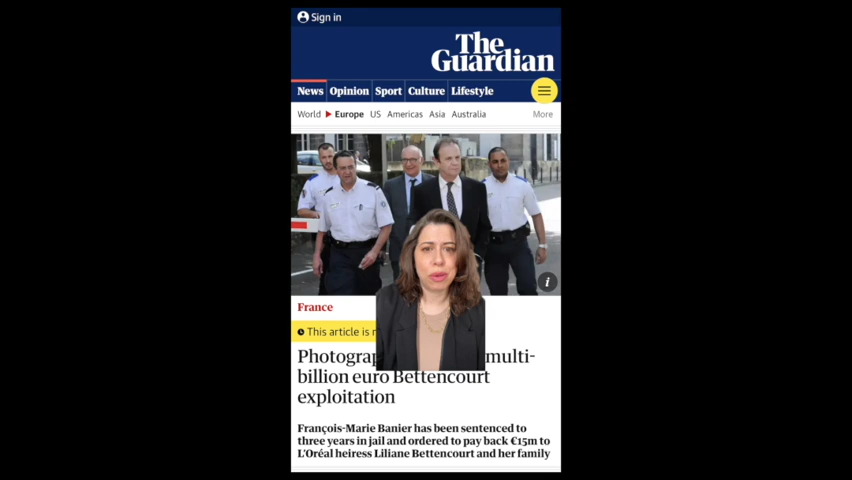 Sign in
The
Guardian
News Opinion Sport Culture Lifestyle
World Europe US Americas Asia Australia More
i
France
This article is
Photograp multi-
billion euro Bettencourt
exploitation
François-Marie Banier has been sentenced to
three years in jail and ordered to pay back €15m to
L'Oréal heiress Liliane Bettencourt and her family